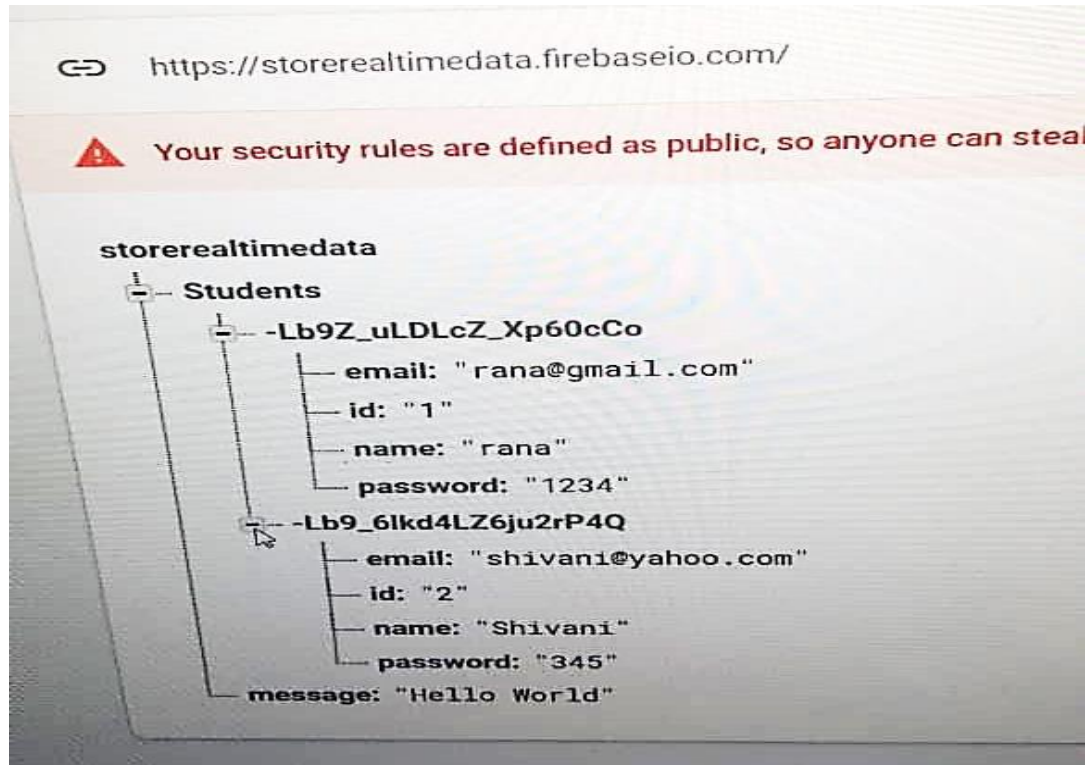 https://storerealtimedata.firebaseio.com/
Your security rules are defined as public, so anyone can steal
storerealtimedata
Students
-Lb9Z_uLDLcZ_Xp60cCo
email: "rana@gmail.com"
id: "1"
name: "rana"
password: "1234"
-Lb9_6lkd4LZ6ju2rP4Q
email: "shivani@yahoo.com"
id: "2"
name: "Shivani"
password: "345"
message: "Hello World"